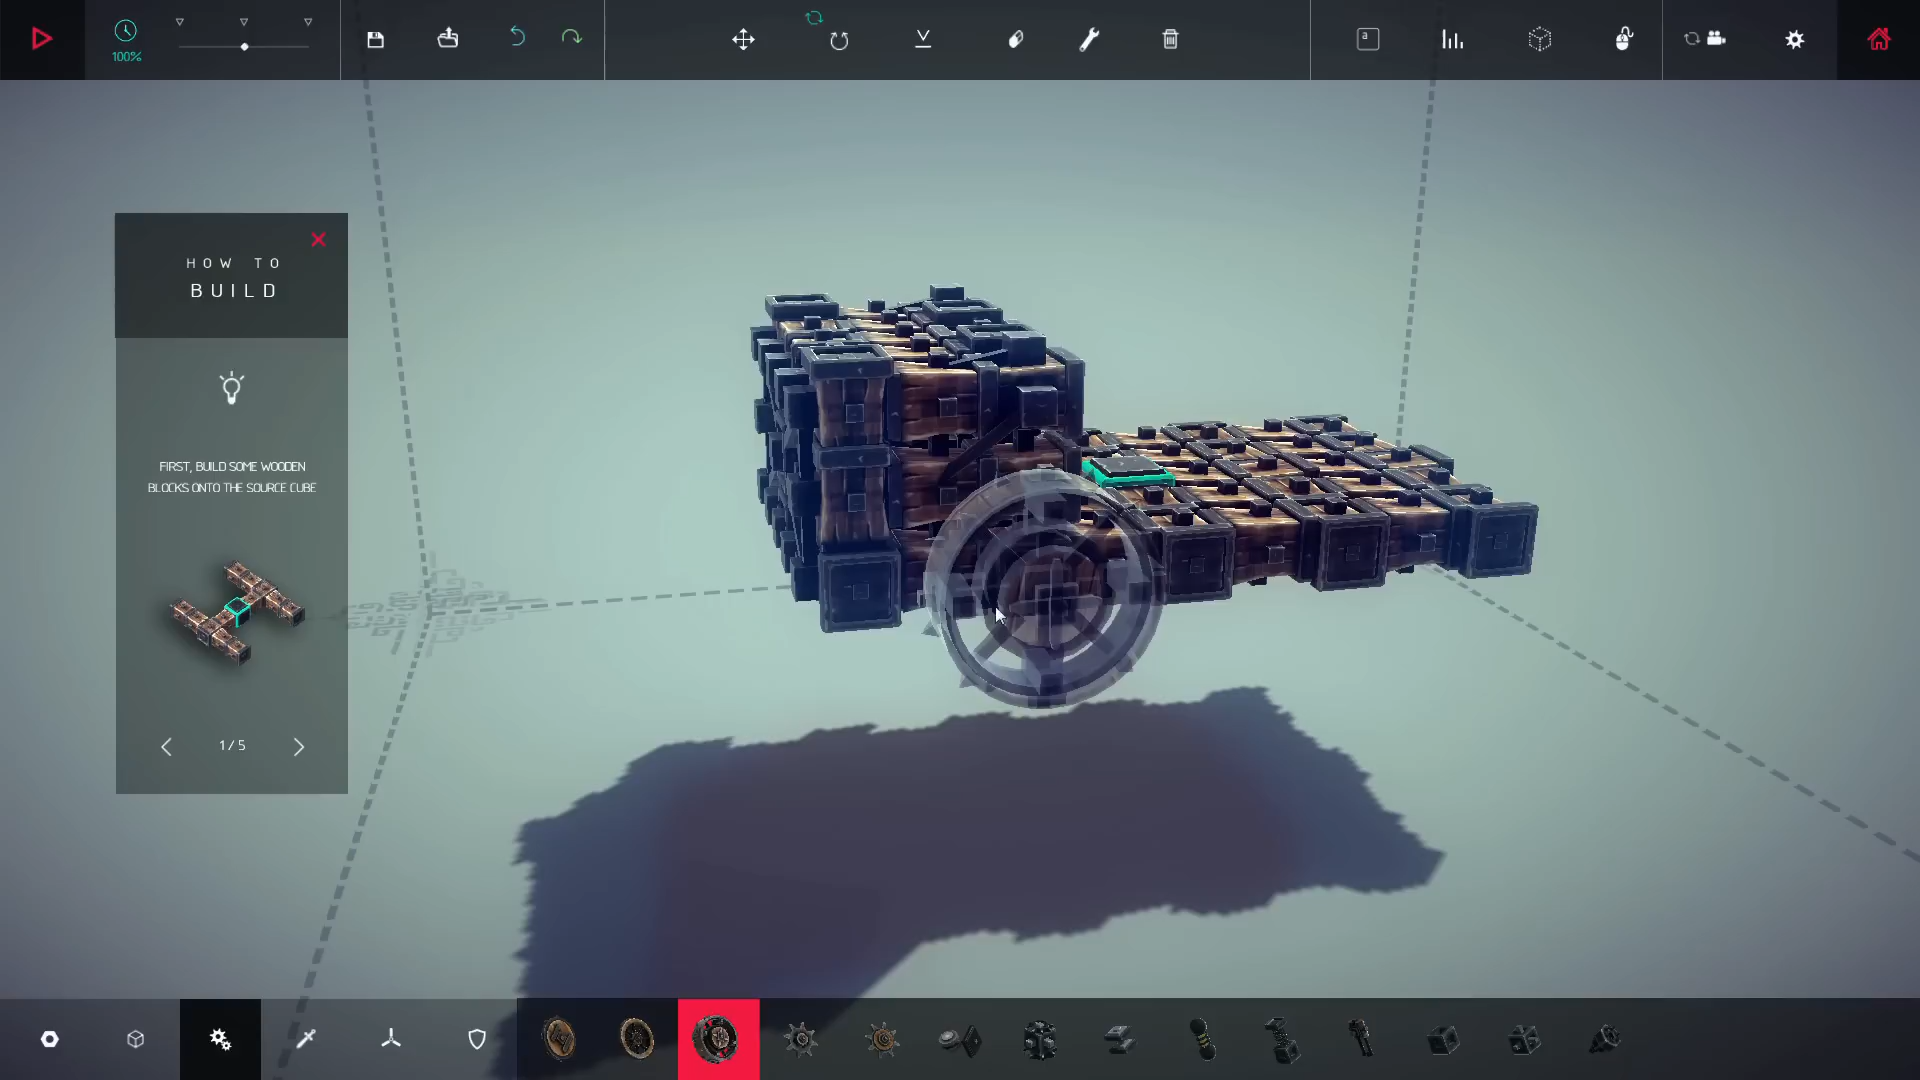 100%
HOW TO
BUILD
FIRST, BUILD SOME WOODEN
BLOCKS ONTO THE SOURCE CUBE
1/5
a